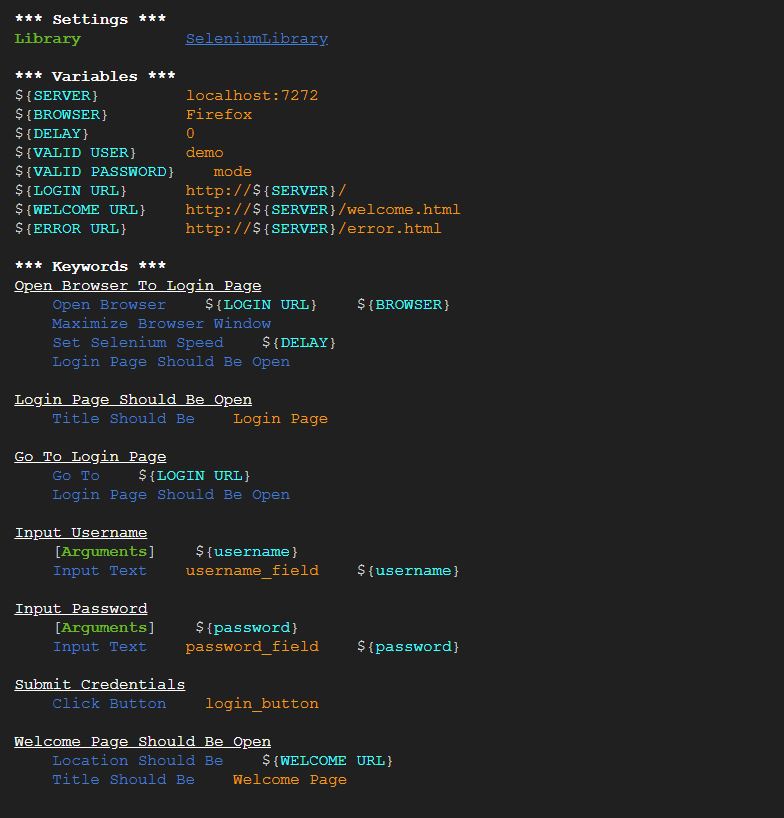 *** Settings ***
Library           SeleniumLibrary

*** Variables ***
${SERVER}         localhost:7272
${BROWSER}        Firefox
${DELAY}          0
${VALID USER}     demo
${VALID PASSWORD}    mode
${LOGIN URL}      http://${SERVER}/
${WELCOME URL}    http://${SERVER}/welcome.html
${ERROR URL}      http://${SERVER}/error.html

*** Keywords ***
Open Browser To Login Page
    Open Browser    ${LOGIN URL}    ${BROWSER}
    Maximize Browser Window
    Set Selenium Speed    ${DELAY}
    Login Page Should Be Open

Login Page Should Be Open
    Title Should Be    Login Page

Go To Login Page
    Go To    ${LOGIN URL}
    Login Page Should Be Open

Input Username
    [Arguments]    ${username}
    Input Text    username_field    ${username}

Input Password
    [Arguments]    ${password}
    Input Text    password_field    ${password}

Submit Credentials
    Click Button    login_button

Welcome Page Should Be Open
    Location Should Be    ${WELCOME URL}
    Title Should Be    Welcome Page